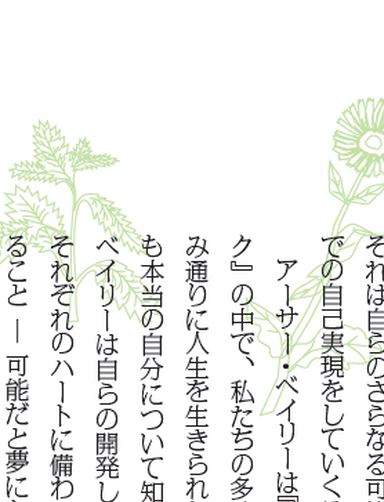 それは自らのさらなる可
での自己実現をしていく
アーサー・ベイリーは『
ク』の中で、私たちの多
み通りに人生を生きられ
も本当の自分について知
ベイリーは自らの開発し
それぞれのハートに備わ
ること ― 可能だと夢に